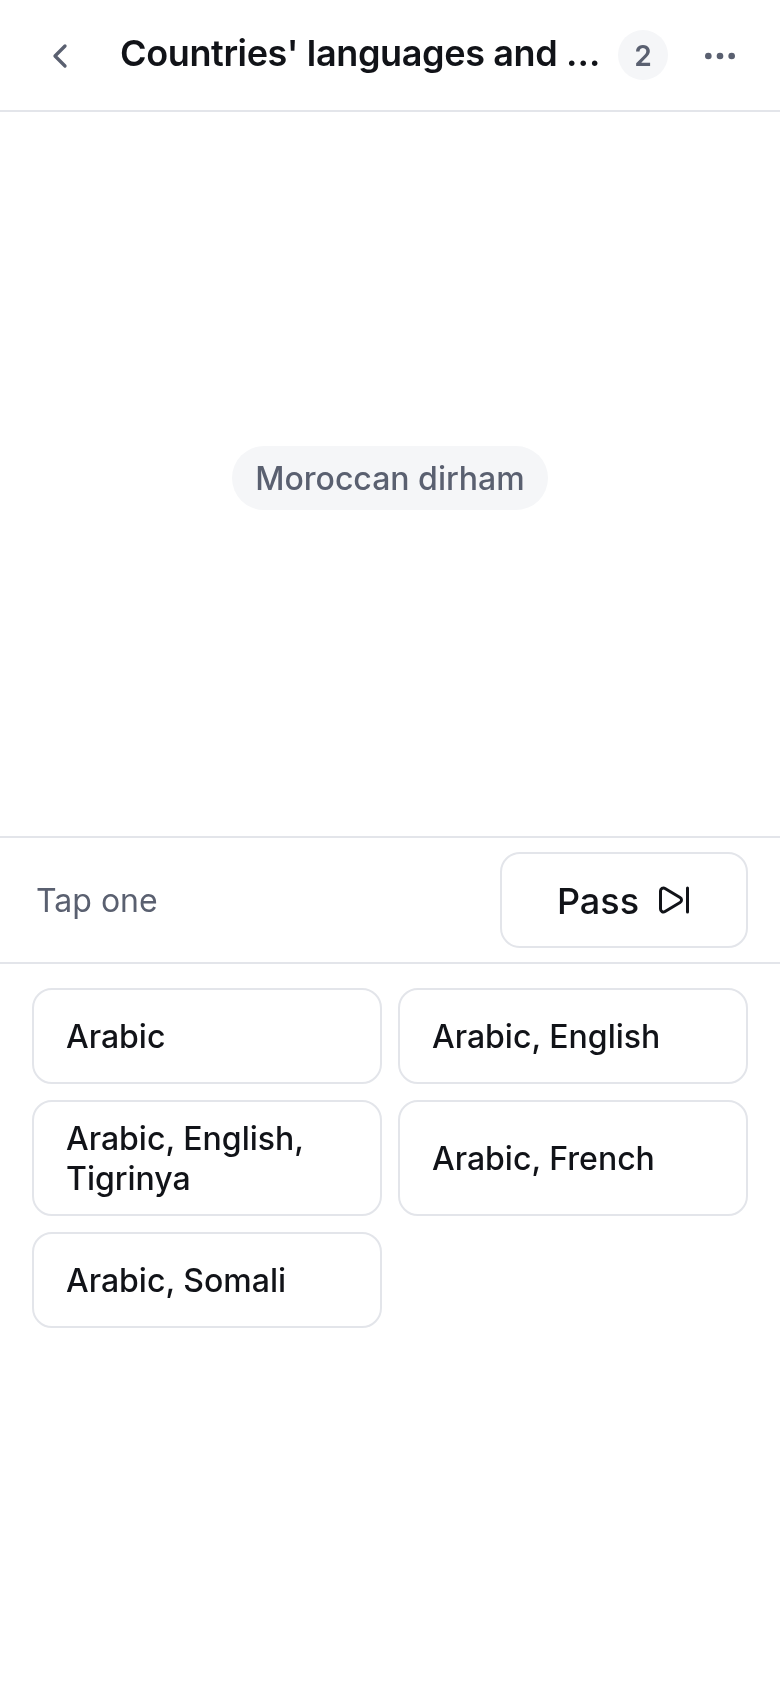 Countries' languages and ...
2
Moroccan dirham
Tap one
Pass
Arabic
Arabic, English
Arabic, English,
Tigrinya
Arabic, French
Arabic, Somali